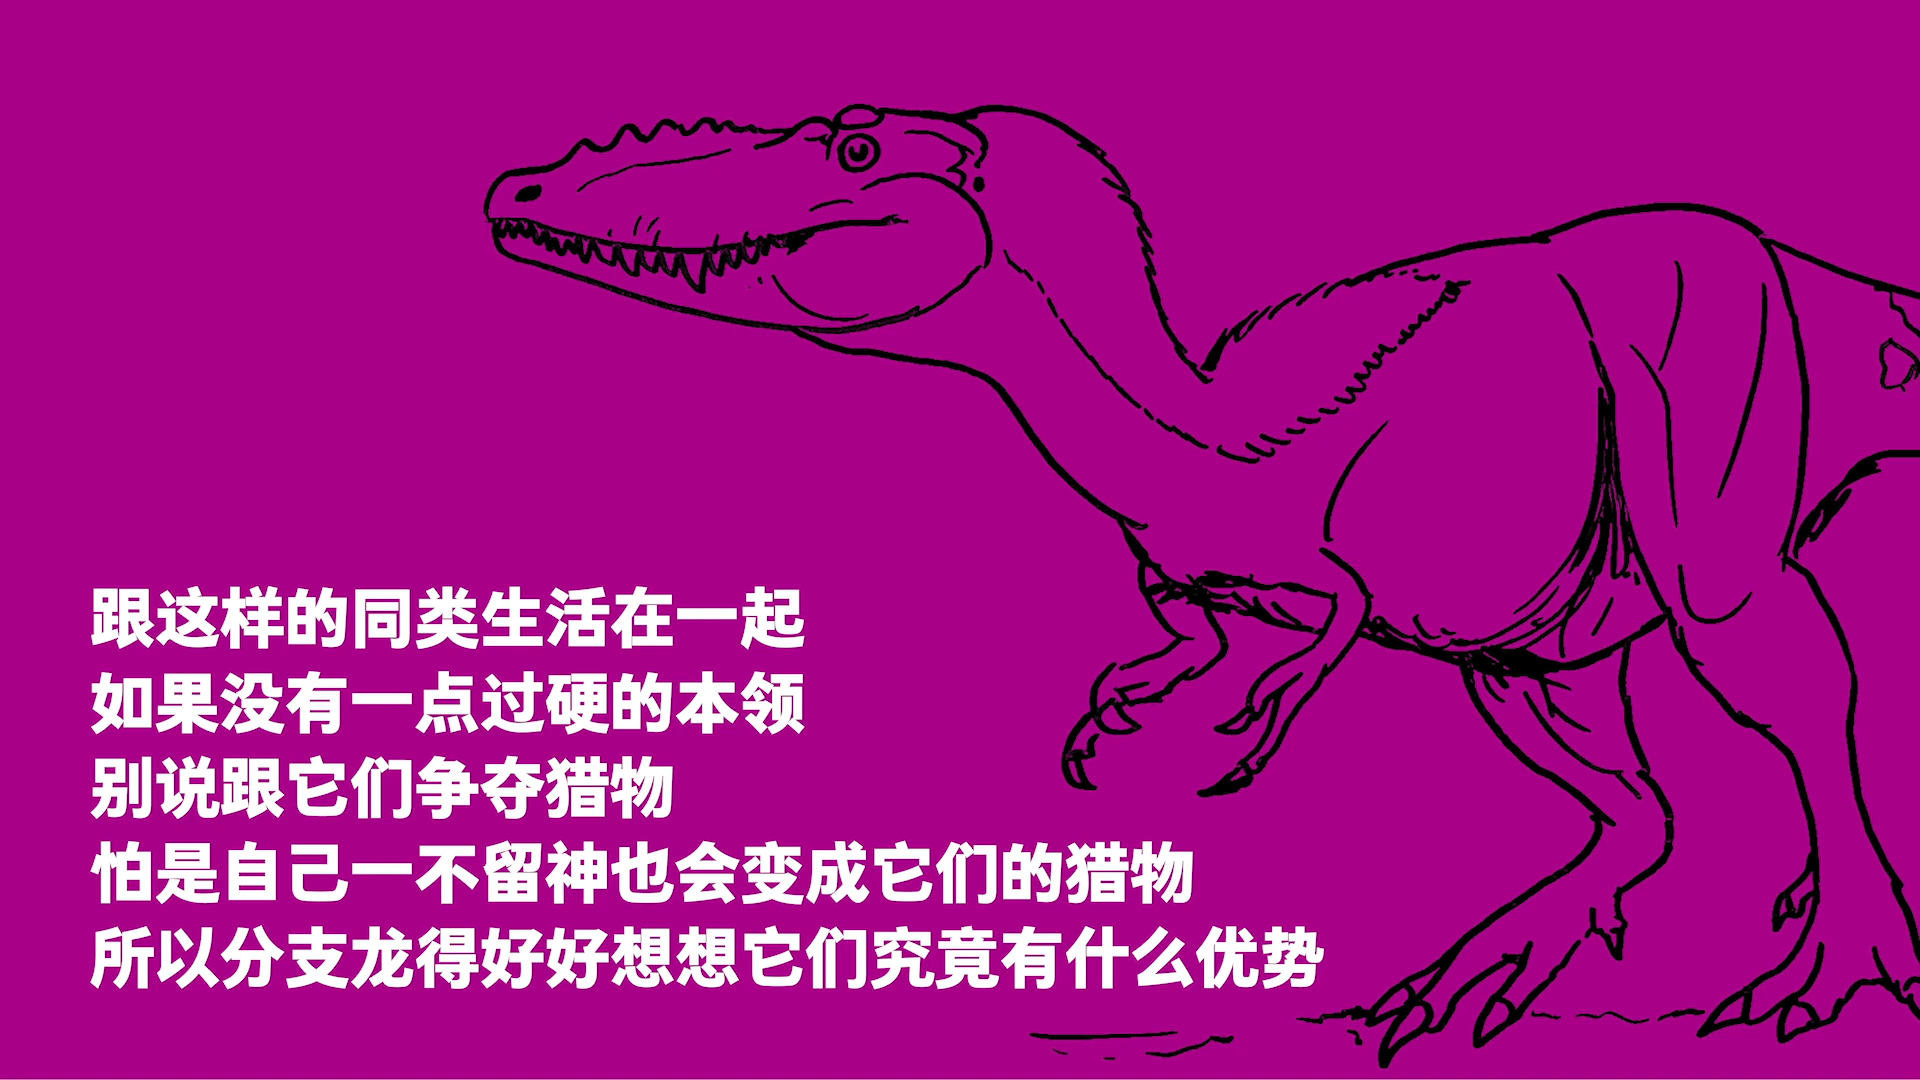 跟这样的同类生活在一起
如果没有一点过硬的本领
别说跟它们争夺猎物
怕是自己一不留神也会变成它们的猎物
所以分支龙得好好想想它们究竟有什么优势